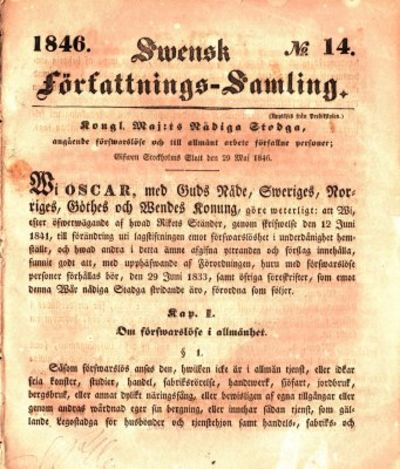 1846.
Swensk
№ 14.
Författnings-Samling.
(Uppläses från Predikstolen.)
Kongl. Maj:ts Nådiga Stadga,
angående förswarslöse och till allmänt arbete förfallne personer;
Gifwen Stockholms Slott den 29 Maj 1846.
Wi OSCAR, med Guds Nåde, Sweriges, Nor-
riges, Göthes och Wendes Konung, göre weterligt: att Wi,
efter öfwerwägande af hwad Rikets Ständer, genom skrifwelse den 12 Juni
1841, till förändring uti lagstiftningen emot förswarslöshet i underdånighet hem-
ställt, och hwad andra i detta ämne afgifna yttranden och förslag innehålla,
funnit godt att, med upphäfwande af Förordningen, huru med förswarslöse
personer förhållas bör, den 29 Juni 1833, samt öfriga föreskrifter, som emot
denna Wår nådiga Stadga stridande äro, förordna som följer.
Kap. I.
Om förswarslöse i allmänhet.
§ 1.
Såsom förswarslös anses den, hwilken icke är i allmän tjenst, eller idkar
fria konster, studier, handel, fabriksrörelse, handtwerk, sjöfart, jordbruk,
bergsbruk, eller annat dylikt näringsfång, eller bewisligen af egna tillgångar eller
genom andras wårdnad eger sin bergning, eller innehar sådan tjenst, som gäl-
lande Legostadga för husbönder och tjenstehjon samt handels-, fabriks- och